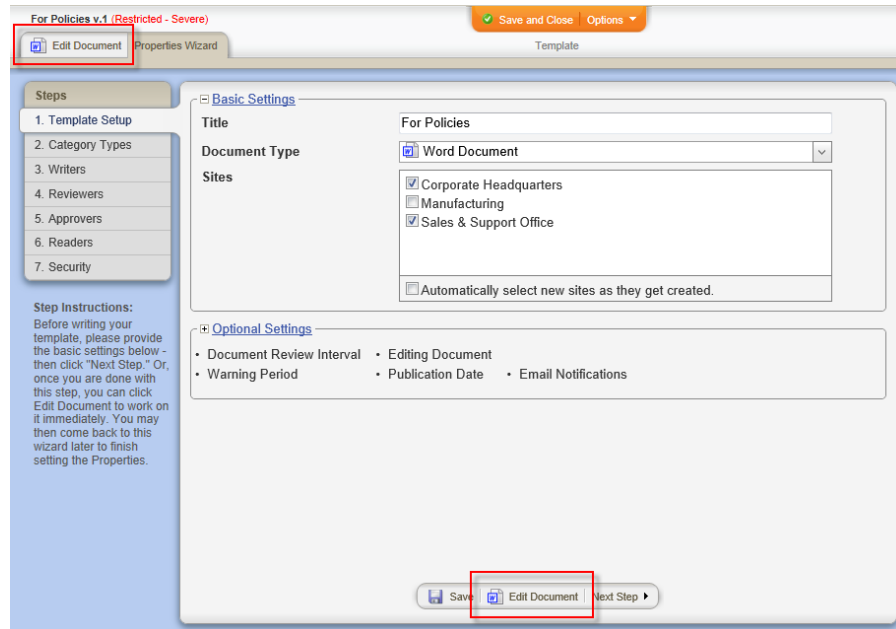 For Policies v.1 (Restricted - Severe)
Save and Close Options
Edit Document Properties Wizard
Template
Steps
1. Template Setup
2. Category Types
3. Writers
4. Reviewers
5. Approvers
6. Readers
7. Security
Step Instructions:
Before writing your
template, please provide
the basic settings below -
then click "Next Step." Or,
once you are done with
this step, you can click
Edit Document to work on
it immediately. You may
then come back to this
wizard later to finish
setting the Properties.
Basic Settings
Title For Policies
Document Type Word Document
Sites
Corporate Headquarters
Manufacturing
Sales & Support Office
Automatically select new sites as they get created.
Optional Settings
• Document Review Interval • Editing Document
• Warning Period • Publication Date • Email Notifications
Save Edit Document Next Step